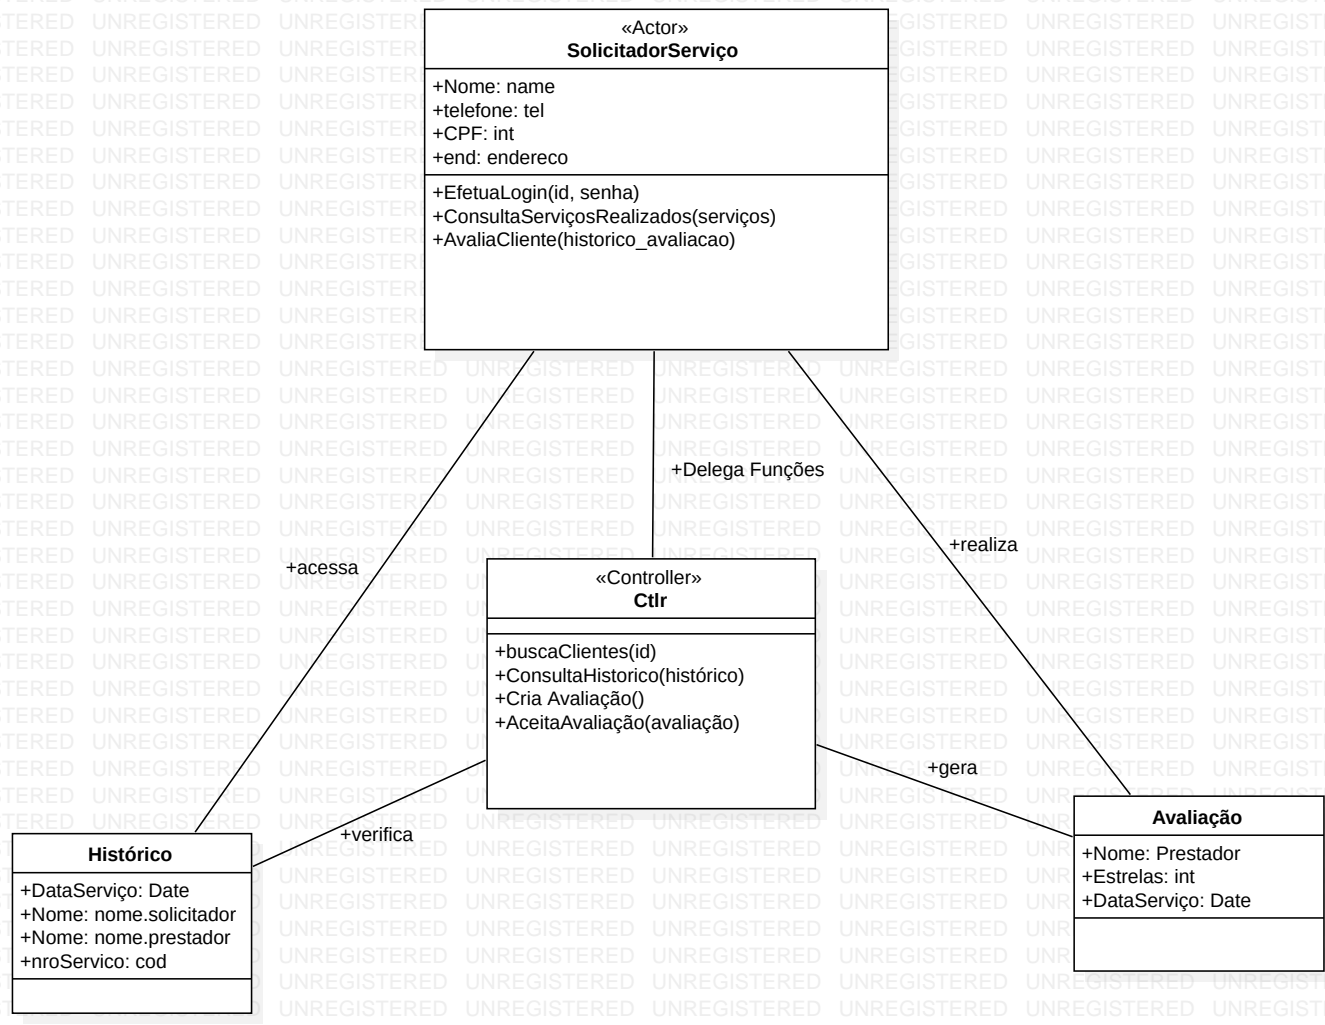 «Actor»
SolicitadorServiço
+Nome: name
+telefone: tel
+CPF: int
+end: endereco
+EfetuaLogin(id, senha)
+ConsultaServiçosRealizados(serviços)
+AvaliaCliente(historico_avaliacao)
+Delega Funções
+realiza
+acessa
«Controller»
Ctlr
+buscaClientes(id)
+ConsultaHistorico(histórico)
+Cria Avaliação()
+AceitaAvaliação(avaliação)
+gera
+verifica
Avaliação
+Nome: Prestador
+Estrelas: int
+DataServiço: Date
Histórico
+DataServiço: Date
+Nome: nome.solicitador
+Nome: nome.prestador
+nroServico: cod
UNREGISTERED